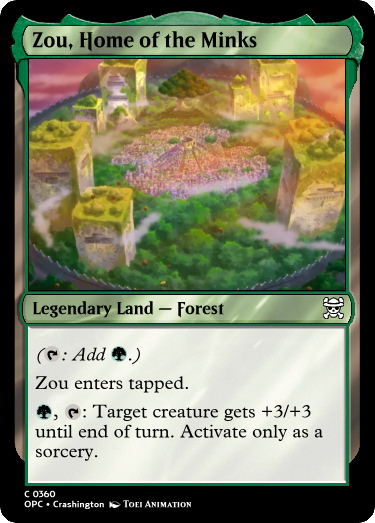 Zou, Home of the Minks
Legendary Land — Forest
(: Add .)
Zou enters tapped.
, : Target creature gets +3/+3
until end of turn. Activate only as a
sorcery.
C 0360
OPC • Crashington Toei Animation